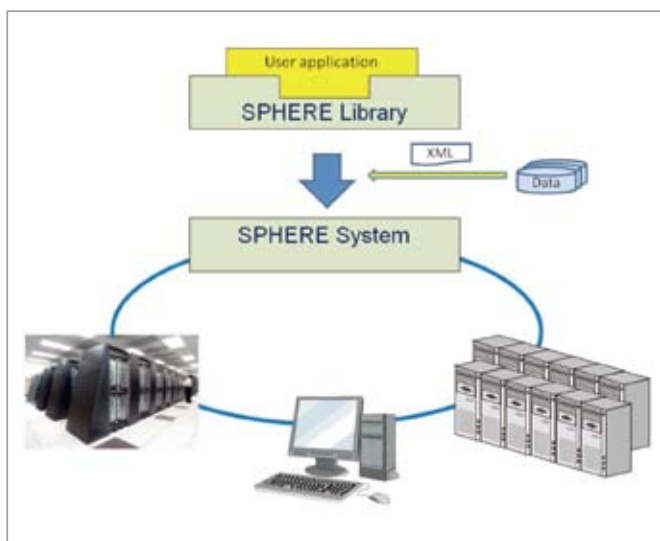 User application
SPHERE Library
XML
Data
SPHERE System